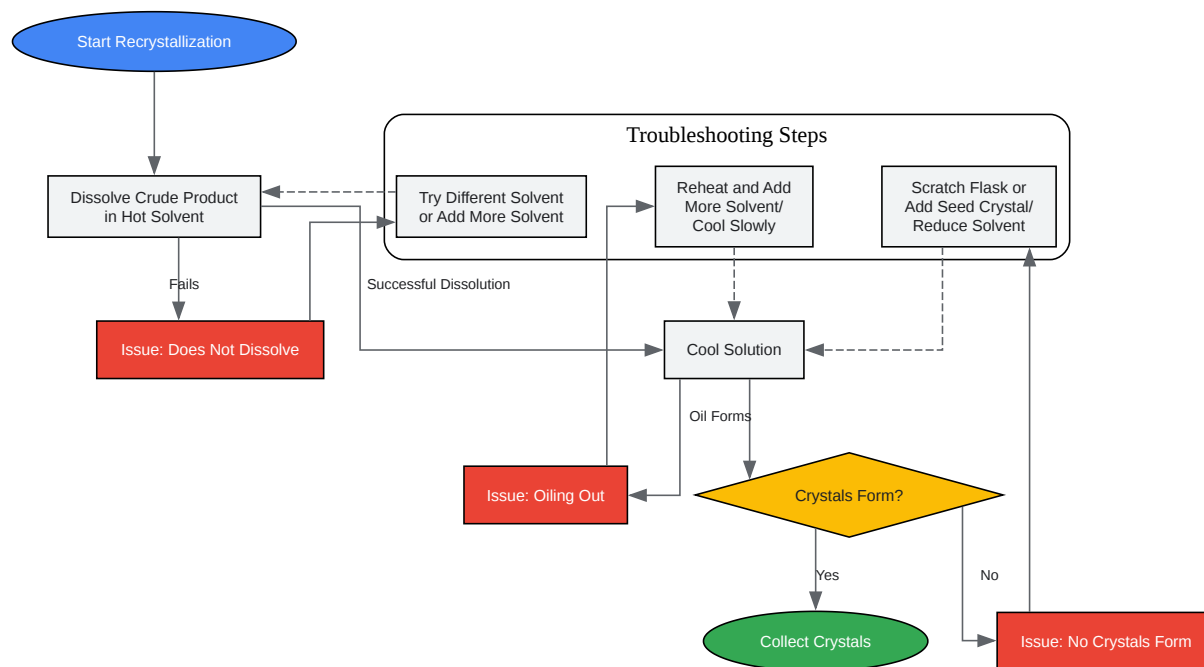 Start Recrystallization
Troubleshooting Steps
Dissolve Crude Product
in Hot Solvent
Try Different Solvent
or Add More Solvent
Reheat and Add
More Solvent/
Cool Slowly
Scratch Flask or
Add Seed Crystal/
Reduce Solvent
Fails
Successful Dissolution
Issue: Does Not Dissolve
Cool Solution
Oil Forms
Issue: Oiling Out
Crystals Form?
Yes
No
Collect Crystals
Issue: No Crystals Form